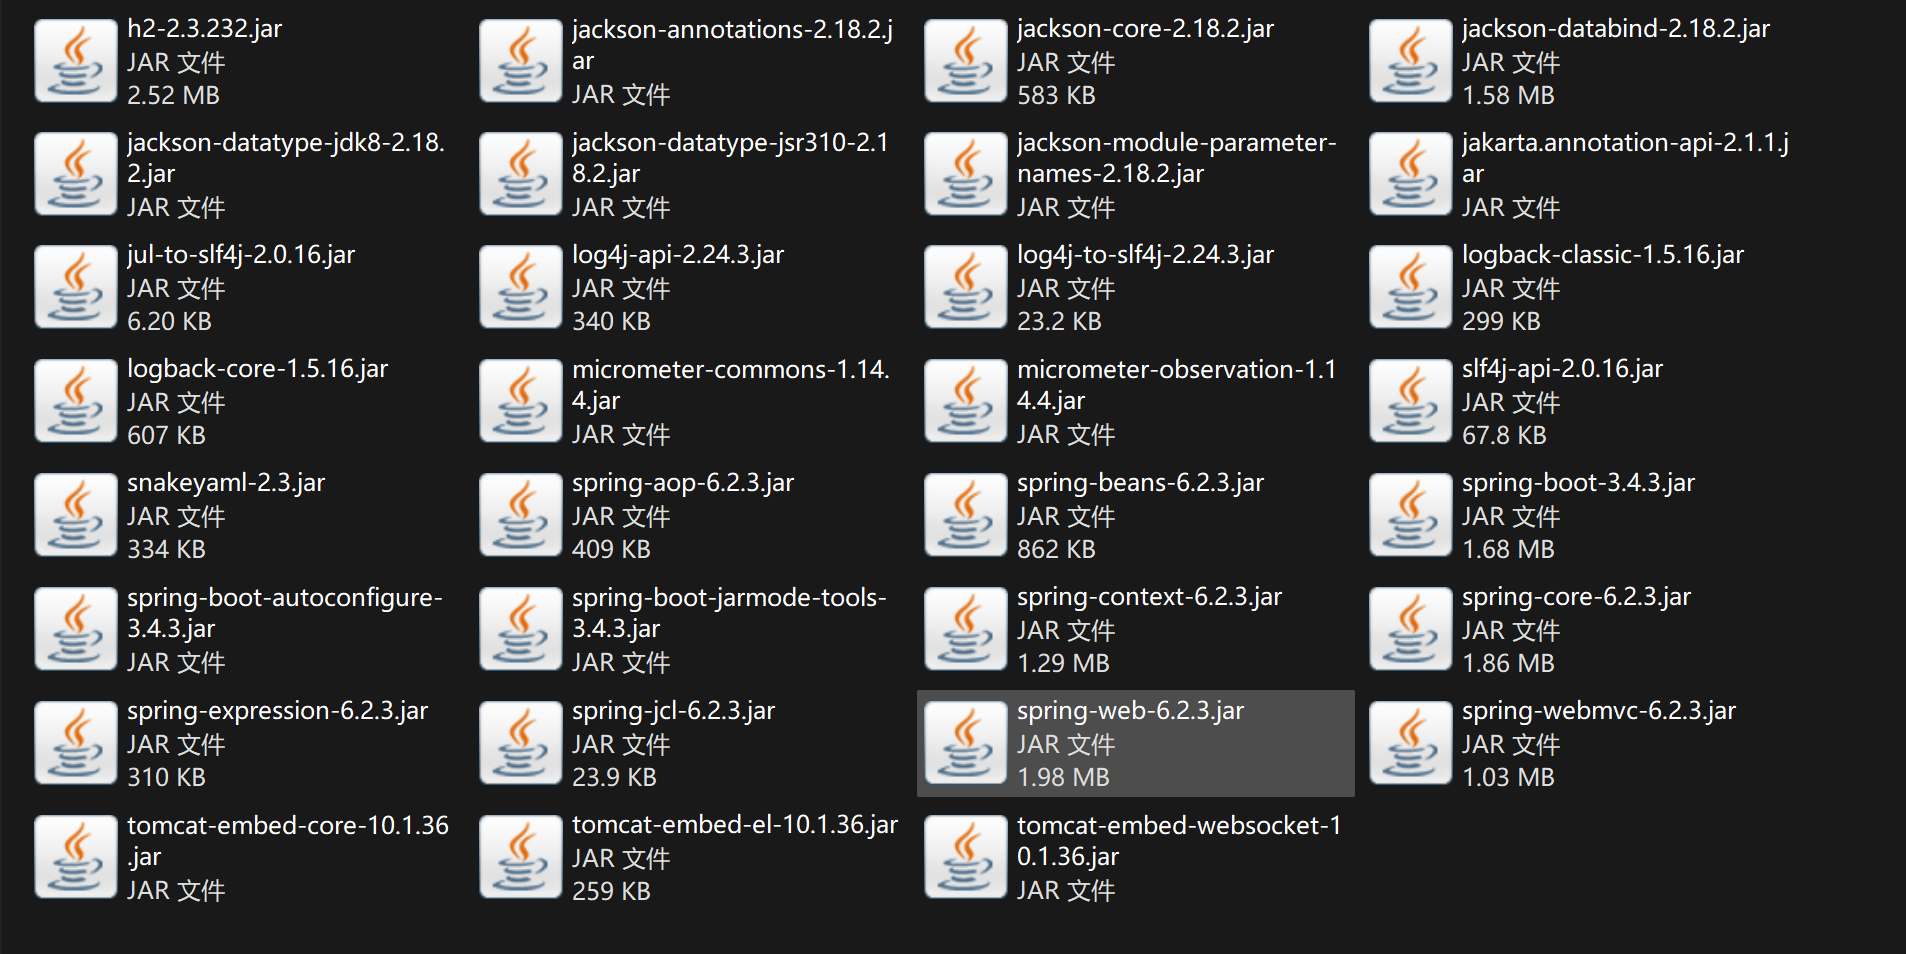 h2-2.3.232.jar
JAR 文件
2.52 MB
jackson-annotations-2.18.2.j
ar
JAR 文件
jackson-core-2.18.2.jar
JAR 文件
583 KB
jackson-databind-2.18.2.jar
JAR 文件
1.58 MB
jackson-datatype-jdk8-2.18.
2.jar
JAR 文件
jackson-datatype-jsr310-2.1
8.2.jar
JAR 文件
jackson-module-parameter-
names-2.18.2.jar
JAR 文件
jakarta.annotation-api-2.1.1.j
ar
JAR 文件
jul-to-slf4j-2.0.16.jar
JAR 文件
6.20 KB
log4j-api-2.24.3.jar
JAR 文件
340 KB
log4j-to-slf4j-2.24.3.jar
JAR 文件
23.2 KB
logback-classic-1.5.16.jar
JAR 文件
299 KB
logback-core-1.5.16.jar
JAR 文件
607 KB
micrometer-commons-1.14.
4.jar
JAR 文件
micrometer-observation-1.1
4.4.jar
JAR 文件
slf4j-api-2.0.16.jar
JAR 文件
67.8 KB
snakeyaml-2.3.jar
JAR 文件
334 KB
spring-aop-6.2.3.jar
JAR 文件
409 KB
spring-beans-6.2.3.jar
JAR 文件
862 KB
spring-boot-3.4.3.jar
JAR 文件
1.68 MB
spring-boot-autoconfigure-
3.4.3.jar
JAR 文件
spring-boot-jarmode-tools-
3.4.3.jar
JAR 文件
spring-context-6.2.3.jar
JAR 文件
1.29 MB
spring-core-6.2.3.jar
JAR 文件
1.86 MB
spring-expression-6.2.3.jar
JAR 文件
310 KB
spring-jcl-6.2.3.jar
JAR 文件
23.9 KB
spring-web-6.2.3.jar
JAR 文件
1.98 MB
spring-webmvc-6.2.3.jar
JAR 文件
1.03 MB
tomcat-embed-core-10.1.36
.jar
JAR 文件
tomcat-embed-el-10.1.36.jar
JAR 文件
259 KB
tomcat-embed-websocket-1
0.1.36.jar
JAR 文件